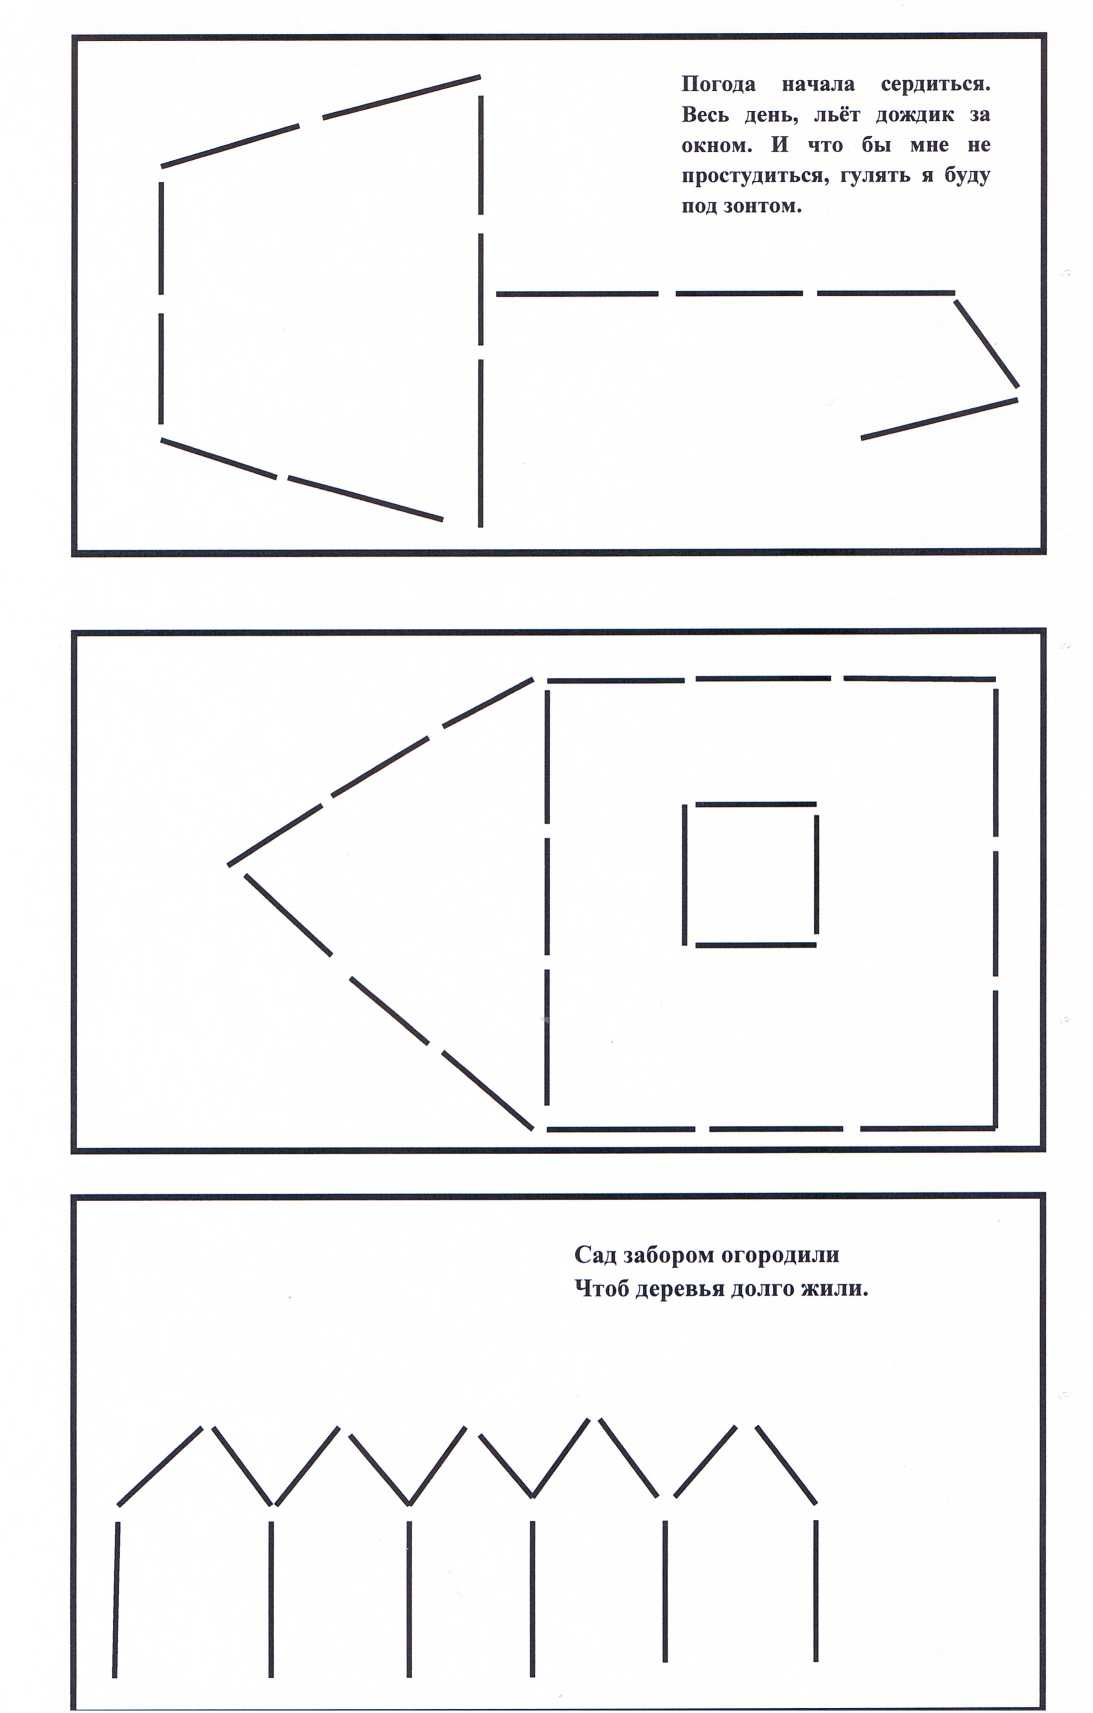 Погода начала сердиться.
Весь день, льёт дождик за
окном. И что бы мне не
простудиться, гулять я буду
под зонтом.
Сад забором огородили
Чтоб деревья долго жили.